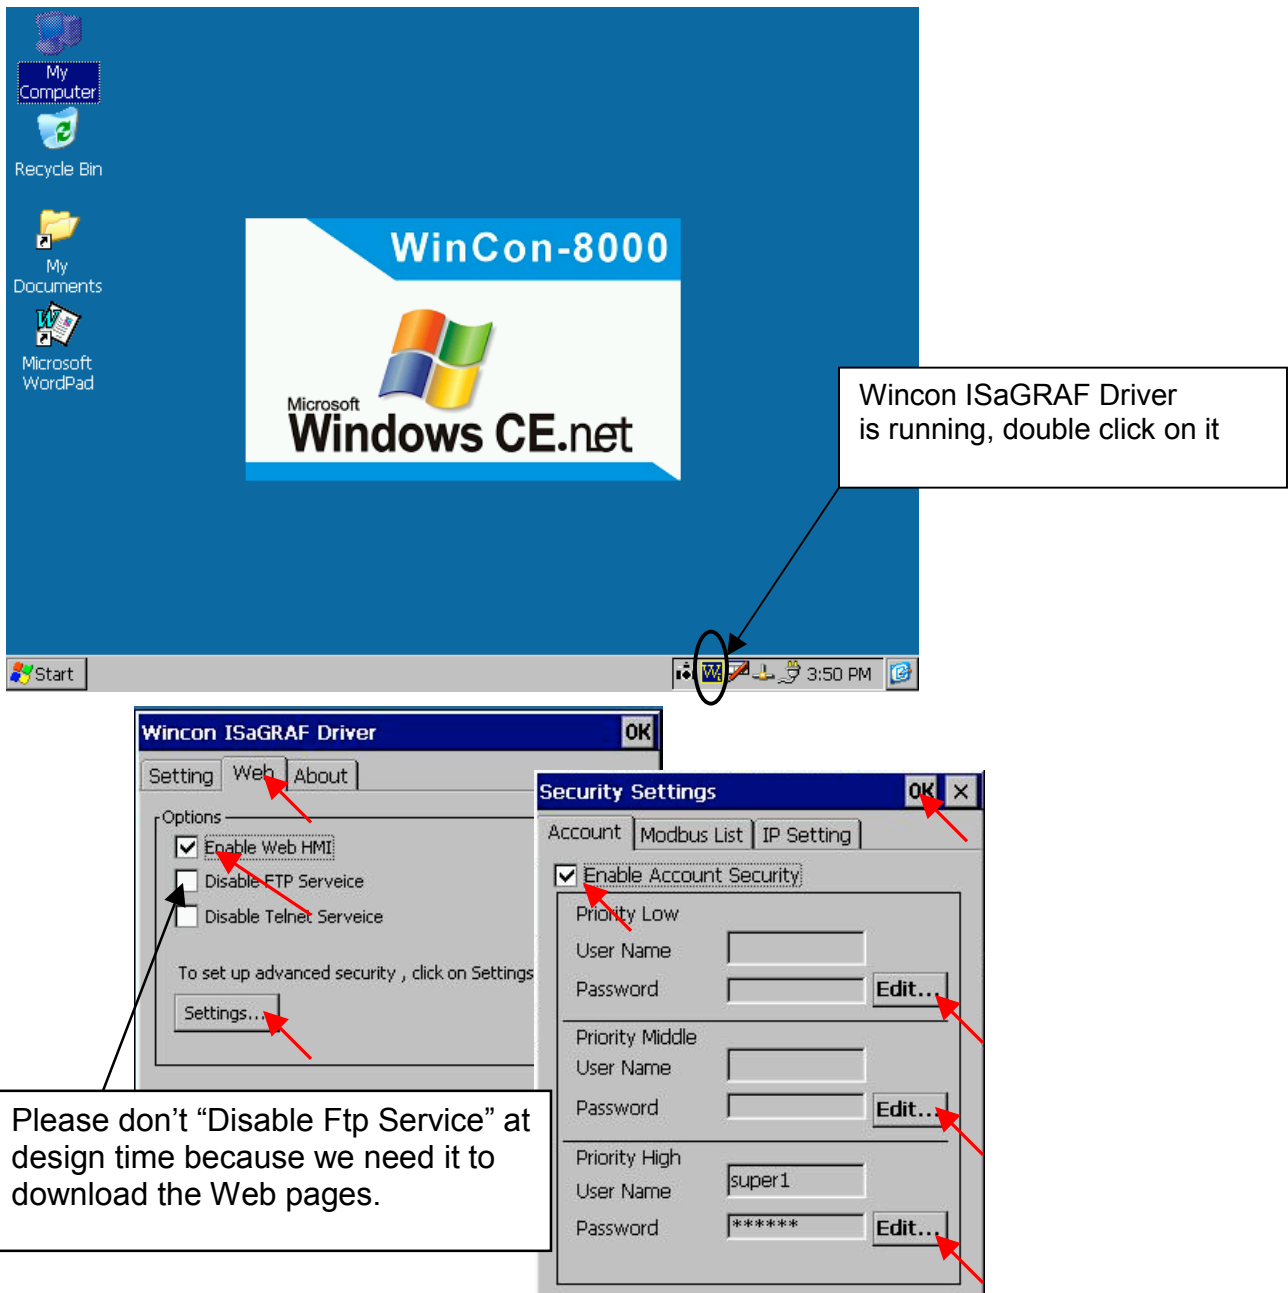 My
Computer
Recycle Bin
My
Documents
Microsoft
WordPad
WinCon-8000
Microsoft
Windows CE.net
Wincon ISaGRAF Driver
is running, double click on it
Start
3:50 PM
Wincon ISaGRAF Driver
OK
Setting
Web
About
Options
Enable Web HMI
Disable FTP Serveice
Disable Telnet Serveice
To set up advanced security , click on Settings
Settings...
Please don’t “Disable Ftp Service” at
design time because we need it to
download the Web pages.
Security Settings
OK
Account
Modbus List
IP Setting
Enable Account Security
Priority Low
User Name
Password
Edit...
Priority Middle
User Name
Password
Edit...
Priority High
User Name
super1
Password
******
Edit...